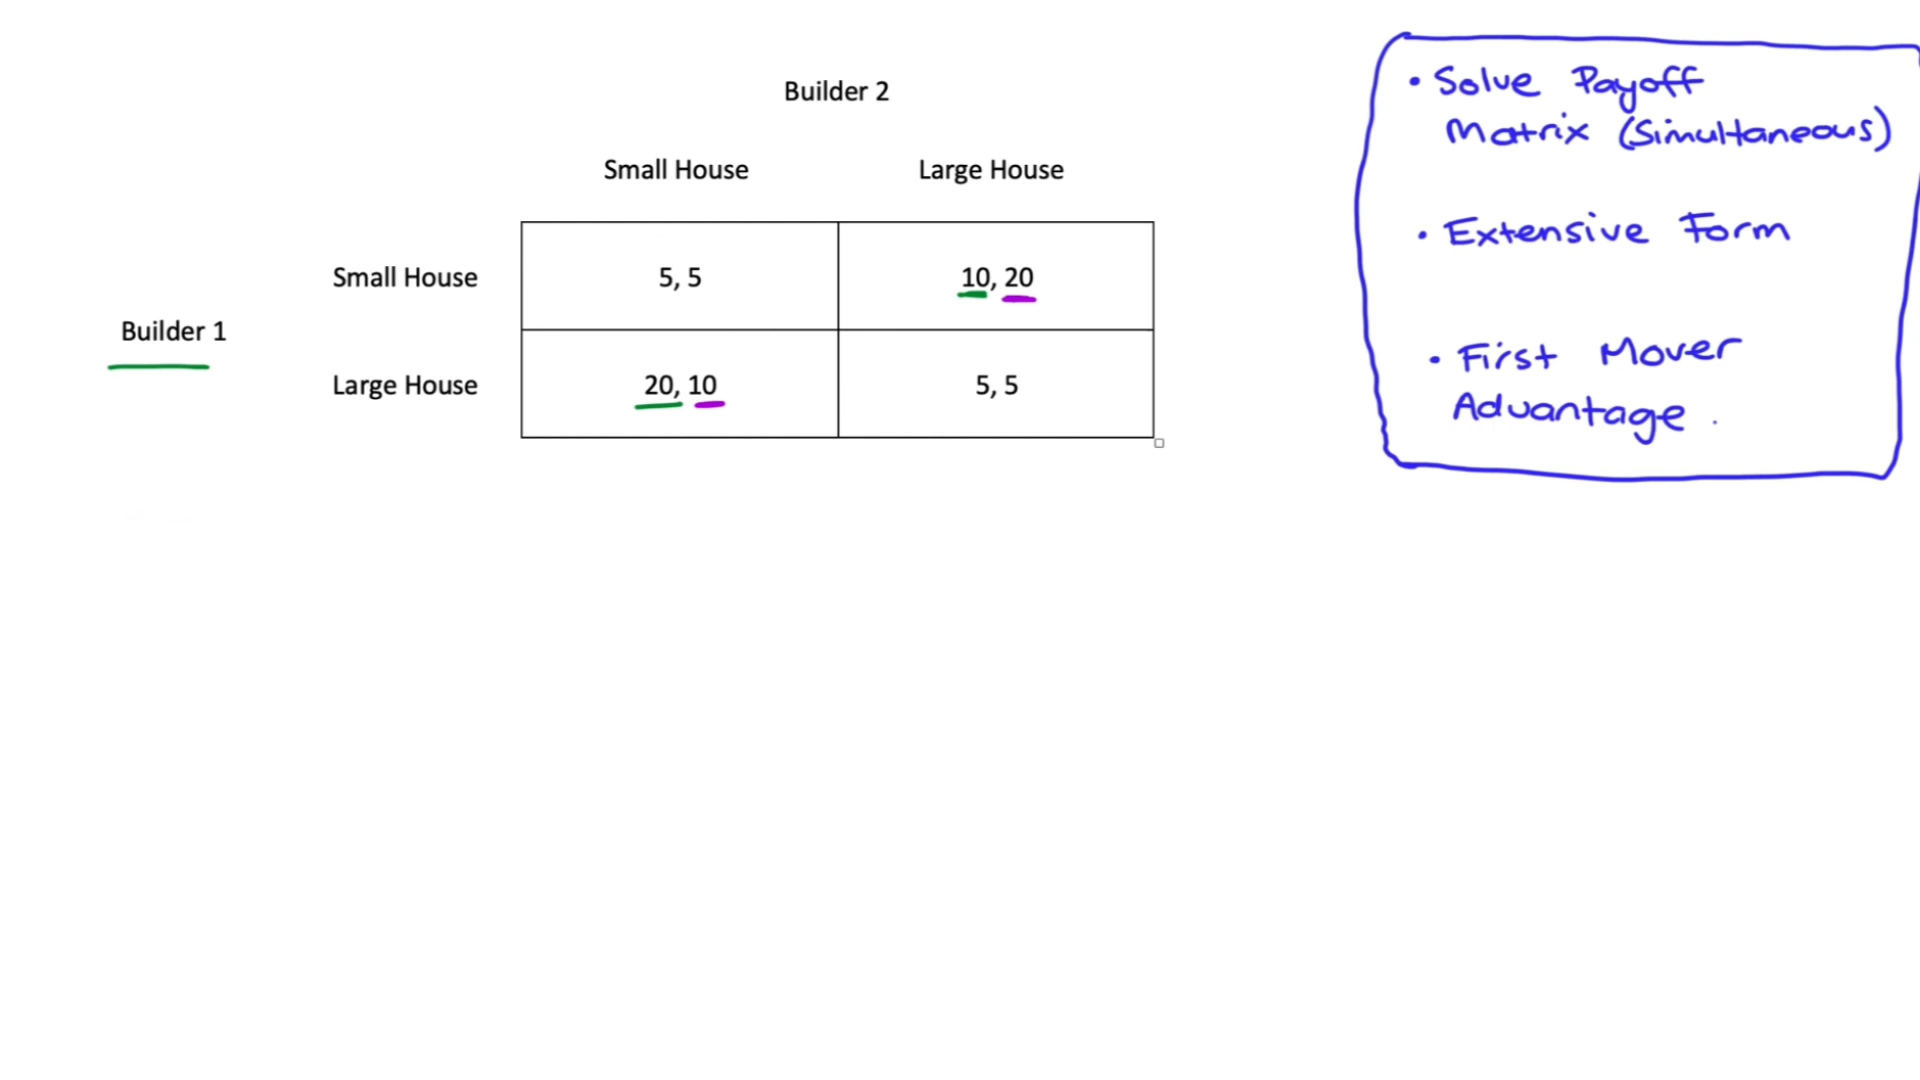 Builder 2
Small House Large House
Small House 5, 5 10, 20
Builder 1
Large House 20, 10 5, 5
• Solve Payoff
Matrix (Simultaneous)
• Extensive Form
• First Mover
Advantage.